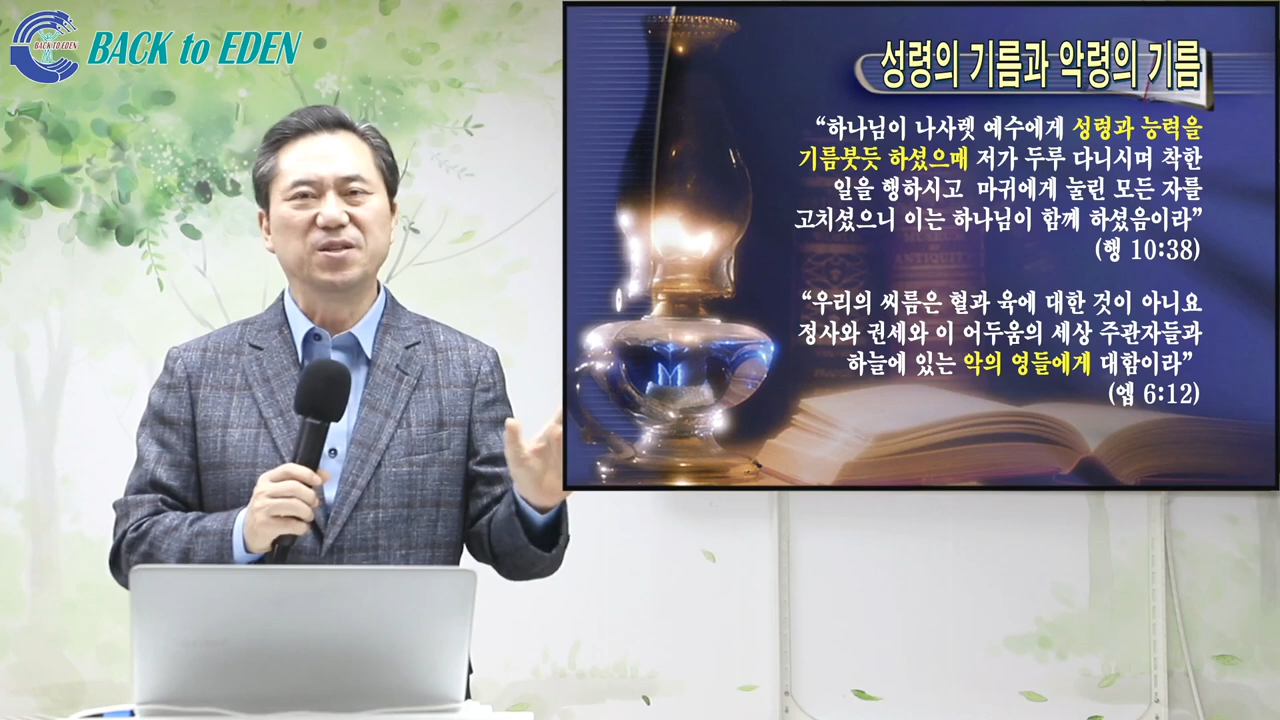 BACK TO EDEN
BACK to EDEN
성령의 기름과 악령의 기름
“하나님이 나사렛 예수에게 성령과 능력을
기름붓듯 하셨으매 저가 두루 다니시며 착한
일을 행하시고 마귀에게 눌린 모든 자를
고치셨으니 이는 하나님이 함께 하셨음이라”
(행 10:38)
“우리의 씨름은 혈과 육에 대한 것이 아니요
정사와 권세와 이 어두움의 세상 주관자들과
하늘에 있는 악의 영들에게 대함이라”
(엡 6:12)
ANTIQUITY